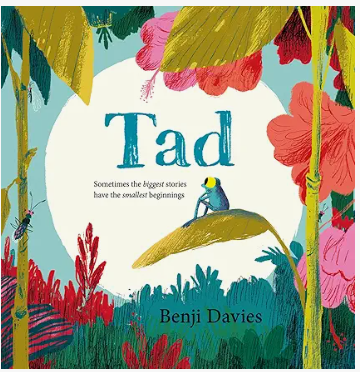 Tad
Sometimes the biggest stories
have the smallest beginnings
Benji Davies